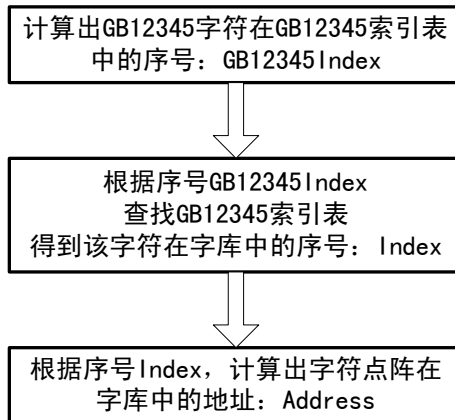 计算出GB12345字符在GB12345索引表
中的序号：GB12345Index
根据序号GB12345Index
查找GB12345索引表
得到该字符在字库中的序号：Index
根据序号Index，计算出字符点阵在
字库中的地址：Address